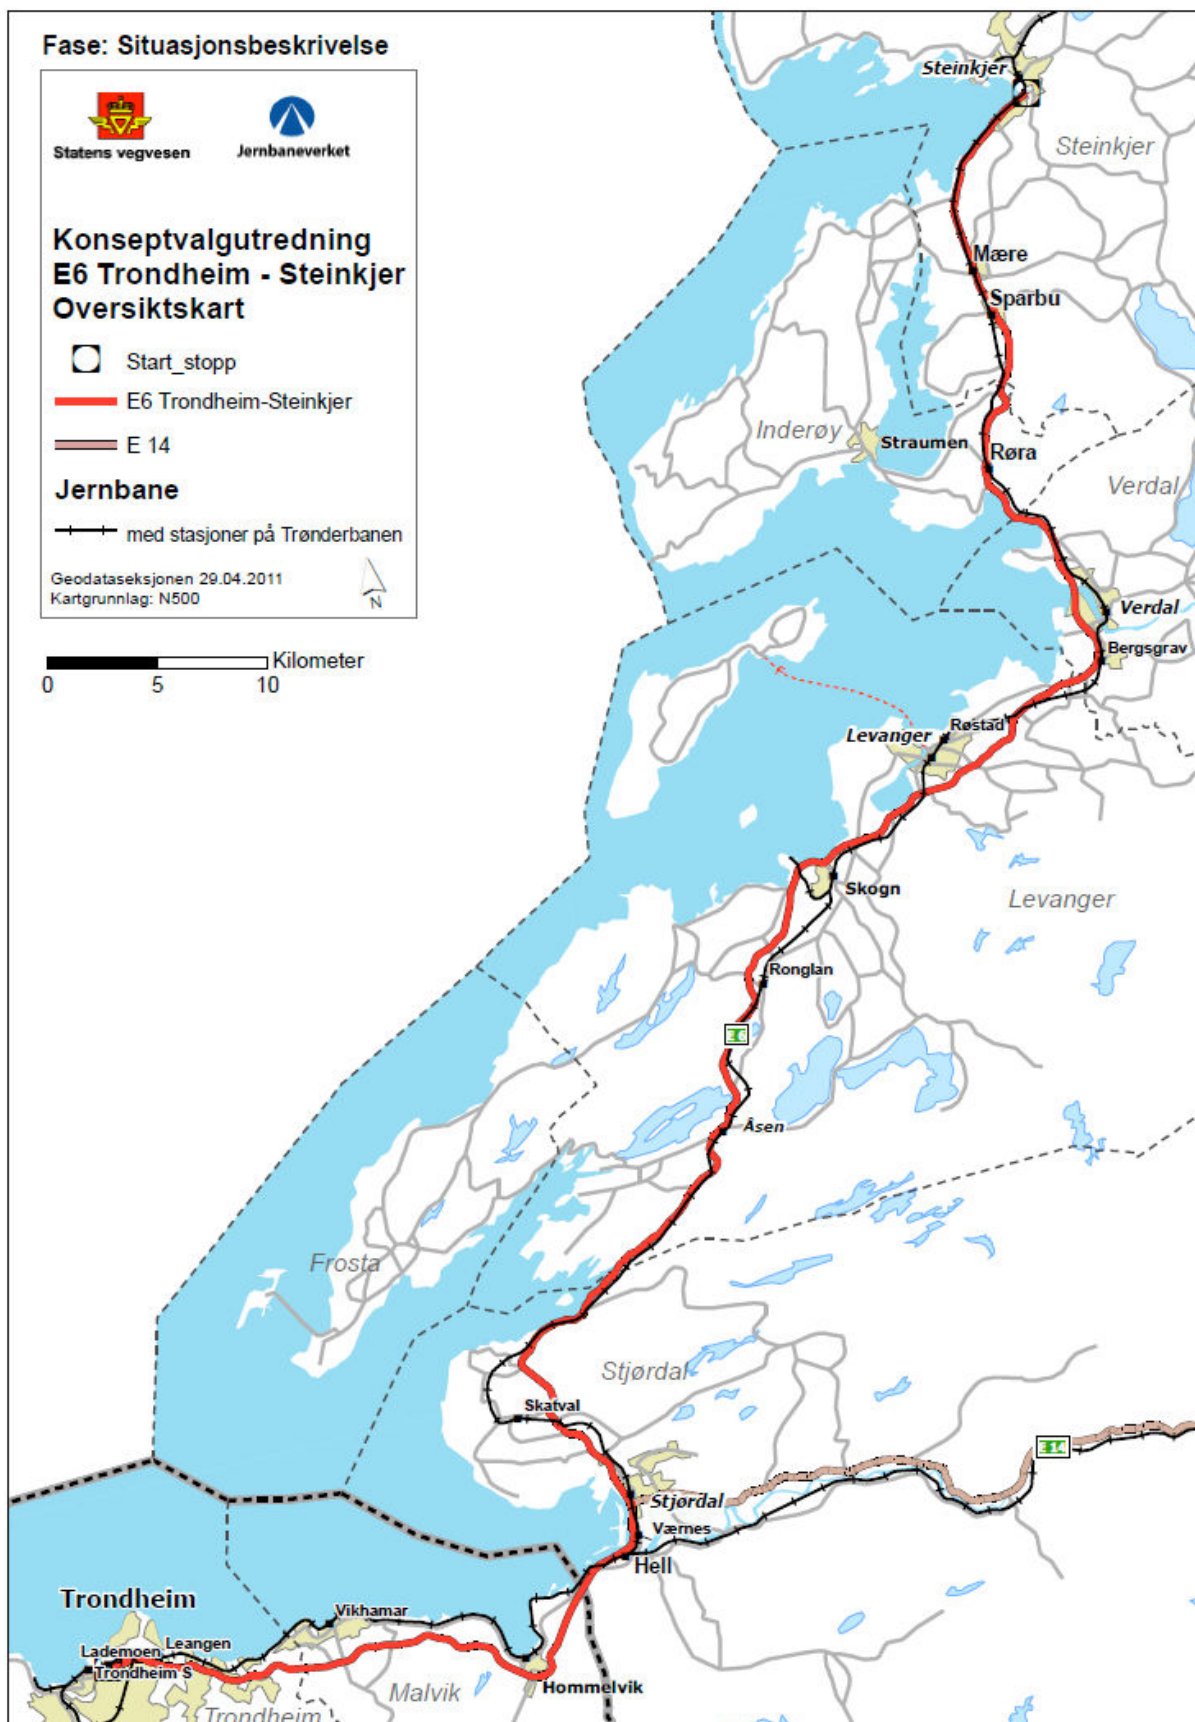 Fase: Situasjonsbeskrivelse
Statens vegvesen
Jernbaneverket
Konseptvalgutredning
E6 Trondheim - Steinkjer
Oversiktskart
Start_stopp
E6 Trondheim-Steinkjer
E 14
Jernbane
med stasjoner på Trønderbanen
Geodataseksjonen 29.04.2011
Kartgrunnlag: N500
N
Kilometer
0 5 10
Steinkjer
Steinkjer
Mære
Sparbu
Inderøy
Straumen
Røra
Verdal
Verdal
Bergsgrav
Røstad
Levanger
Skogn
Levanger
Ronglan
E6
Åsen
Frosta
Stjørdal
Skatval
E14
Stjørdal
Værnes
Hell
Trondheim
Vikhamar
Leangen
Lademoen
Trondheim S
Hommelvik
Malvik
Trondheim